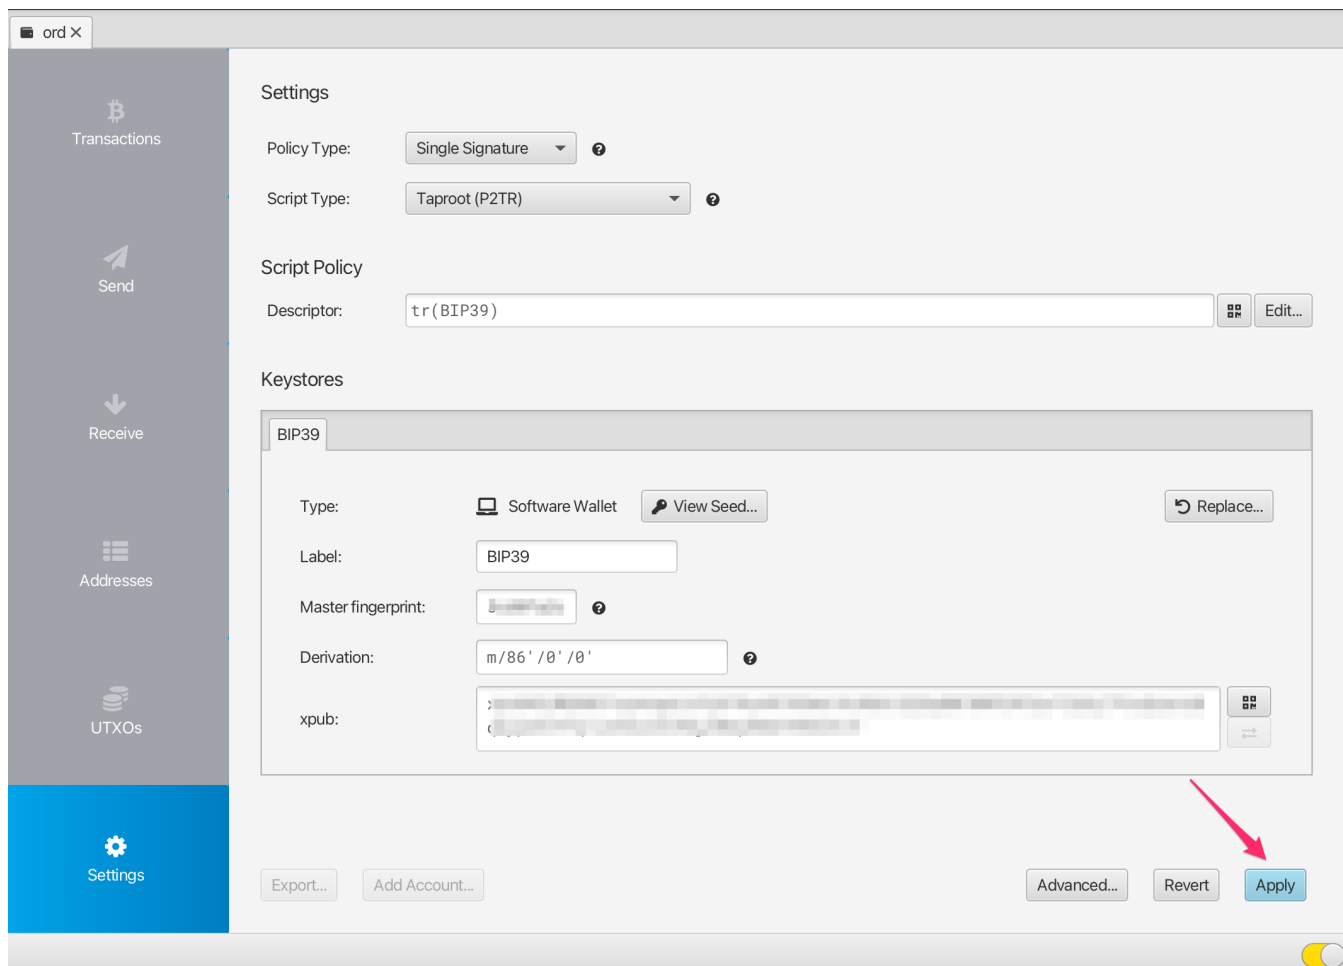 ord
Transactions
Send
Receive
Addresses
UTXOs
Settings
Settings
Policy Type: Single Signature
Script Type: Taproot (P2TR)
Script Policy
Descriptor: tr(BIP39) Edit...
Keystores
BIP39
Type: Software Wallet View Seed... Replace...
Label: BIP39
Master fingerprint:
Derivation: m/86'/0'/0'
xpub:
Export... Add Account... Advanced... Revert Apply